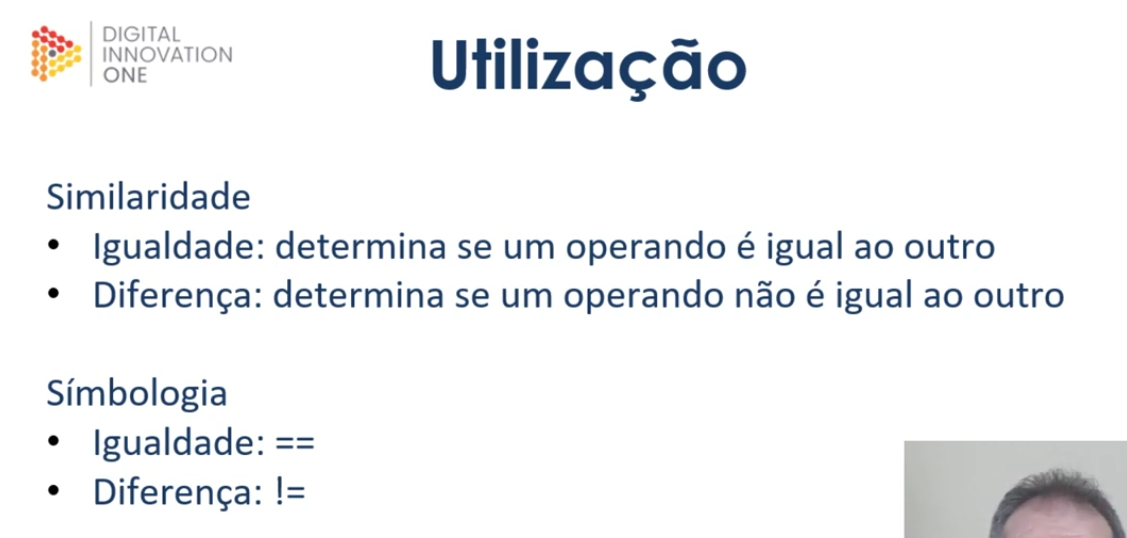 DIGITAL
INNOVATION
ONE
Utilização
Similaridade
• Igualdade: determina se um operando é igual ao outro
• Diferença: determina se um operando não é igual ao outro
Símbologia
• Igualdade: ==
• Diferença: !=